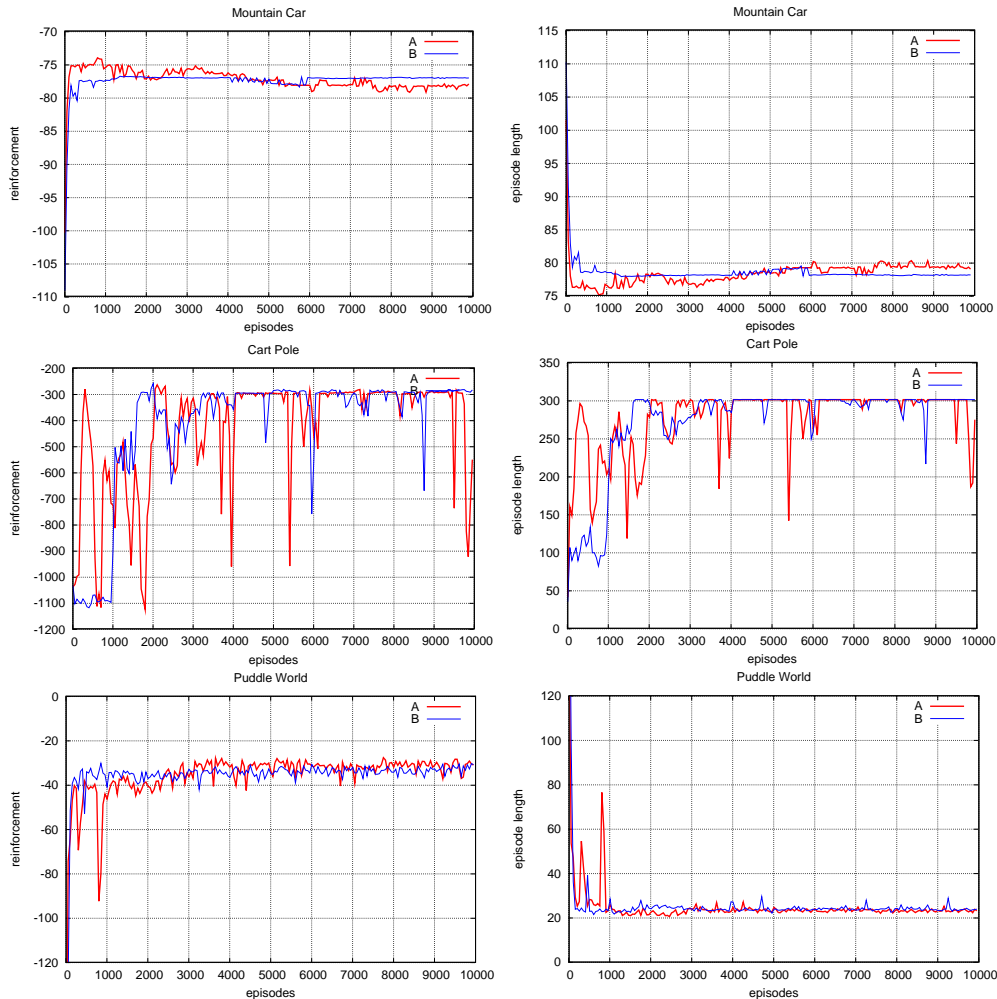 Mountain Car
-70
-75
-80
-85
-90
-95
-100
-105
-110
reinforcement
A
B
0 1000 2000 3000 4000 5000 6000 7000 8000 9000 10000
episodes
Mountain Car
115
110
105
100
95
90
85
80
75
episode length
A
B
0 1000 2000 3000 4000 5000 6000 7000 8000 9000 10000
episodes
Cart Pole
-200
-300
-400
-500
-600
-700
-800
-900
-1000
-1100
-1200
reinforcement
A
B
0 1000 2000 3000 4000 5000 6000 7000 8000 9000 10000
episodes
Cart Pole
350
300
250
200
150
100
50
0
episode length
A
B
0 1000 2000 3000 4000 5000 6000 7000 8000 9000 10000
episodes
Puddle World
0
-20
-40
-60
-80
-100
-120
reinforcement
A
B
0 1000 2000 3000 4000 5000 6000 7000 8000 9000 10000
episodes
Puddle World
120
100
80
60
40
20
0
episode length
A
B
0 1000 2000 3000 4000 5000 6000 7000 8000 9000 10000
episodes